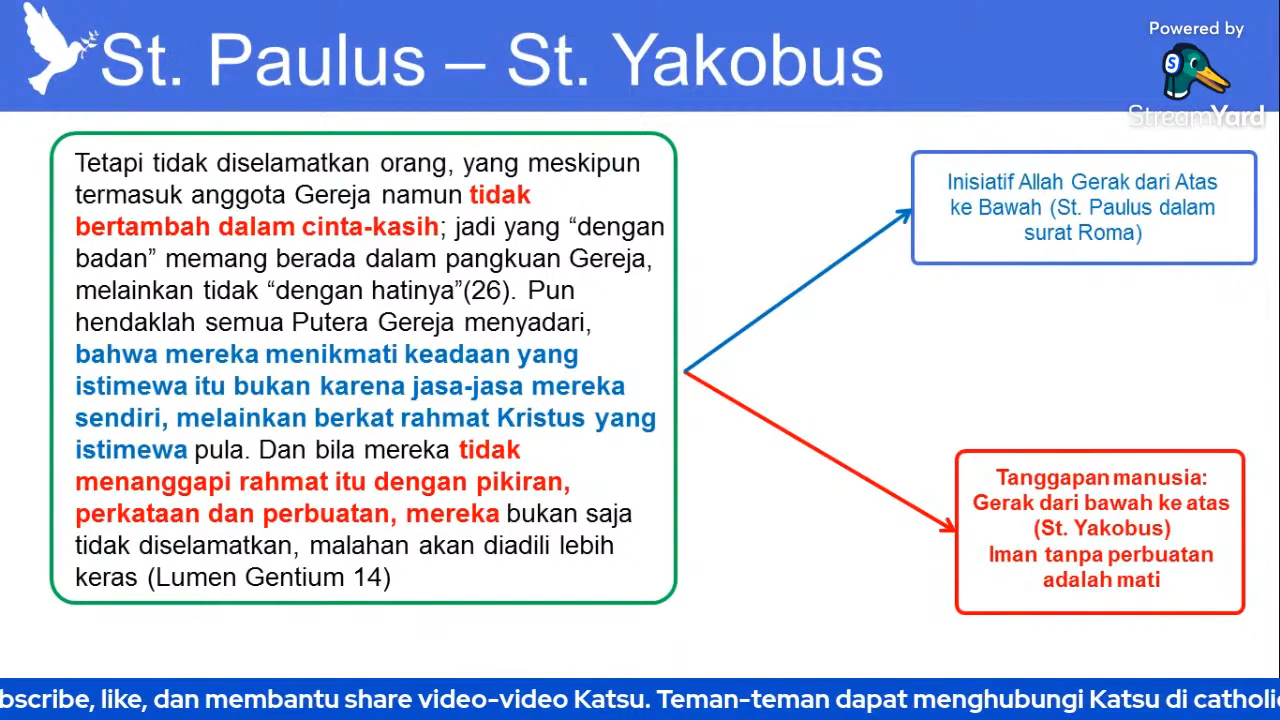 St. Paulus – St. Yakobus
Powered by
StreamYard
Tetapi tidak diselamatkan orang, yang meskipun
termasuk anggota Gereja namun tidak
bertambah dalam cinta-kasih; jadi yang “dengan
badan” memang berada dalam pangkuan Gereja,
melainkan tidak “dengan hatinya”(26). Pun
hendaklah semua Putera Gereja menyadari,
bahwa mereka menikmati keadaan yang
istimewa itu bukan karena jasa-jasa mereka
sendiri, melainkan berkat rahmat Kristus yang
istimewa pula. Dan bila mereka tidak
menanggapi rahmat itu dengan pikiran,
perkataan dan perbuatan, mereka bukan saja
tidak diselamatkan, malahan akan diadili lebih
keras (Lumen Gentium 14)
Inisiatif Allah Gerak dari Atas
ke Bawah (St. Paulus dalam
surat Roma)
Tanggapan manusia:
Gerak dari bawah ke atas
(St. Yakobus)
Iman tanpa perbuatan
adalah mati
bscribe, like, dan membantu share video-video Katsu. Teman-teman dapat menghubungi Katsu di catholi